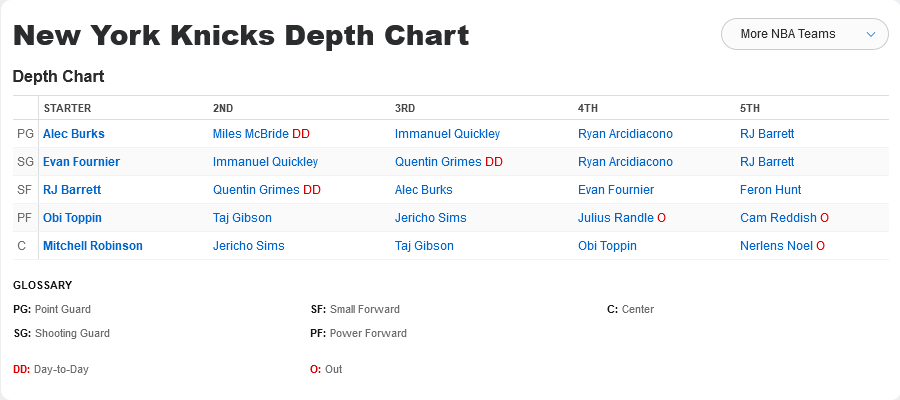 New York Knicks Depth Chart
More NBA Teams
Depth Chart
STARTER 2ND 3RD 4TH 5TH
PG Alec Burks Miles McBride DD Immanuel Quickley Ryan Arcidiacono RJ Barrett
SG Evan Fournier Immanuel Quickley Quentin Grimes DD Ryan Arcidiacono RJ Barrett
SF RJ Barrett Quentin Grimes DD Alec Burks Evan Fournier Feron Hunt
PF Obi Toppin Taj Gibson Jericho Sims Julius Randle O Cam Reddish O
C Mitchell Robinson Jericho Sims Taj Gibson Obi Toppin Nerlens Noel O
GLOSSARY
PG: Point Guard SF: Small Forward C: Center
SG: Shooting Guard PF: Power Forward
DD: Day-to-Day O: Out